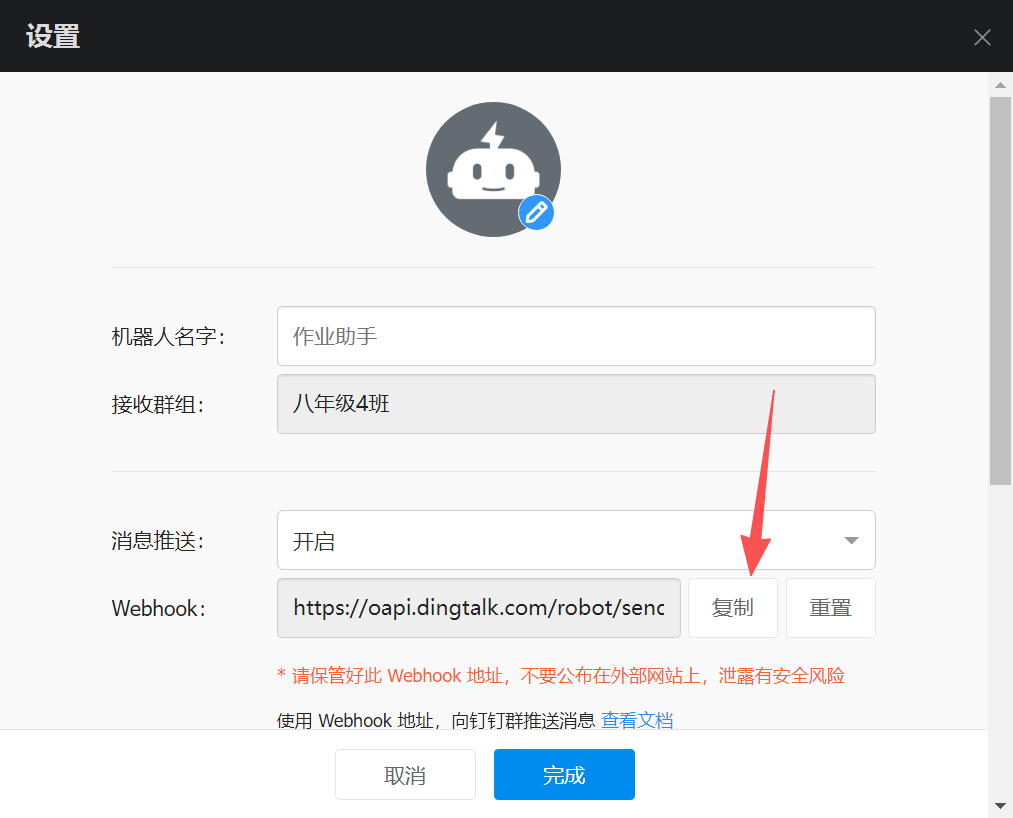 设置
机器人名字：
作业助手
接收群组：
八年级4班
消息推送：
开启
Webhook：
https://oapi.dingtalk.com/robot/senc
复制
重置
* 请保管好此 Webhook 地址，不要公布在外部网站上，泄露有安全风险
使用 Webhook 地址，向钉钉群推送消息 查看文档
取消
完成